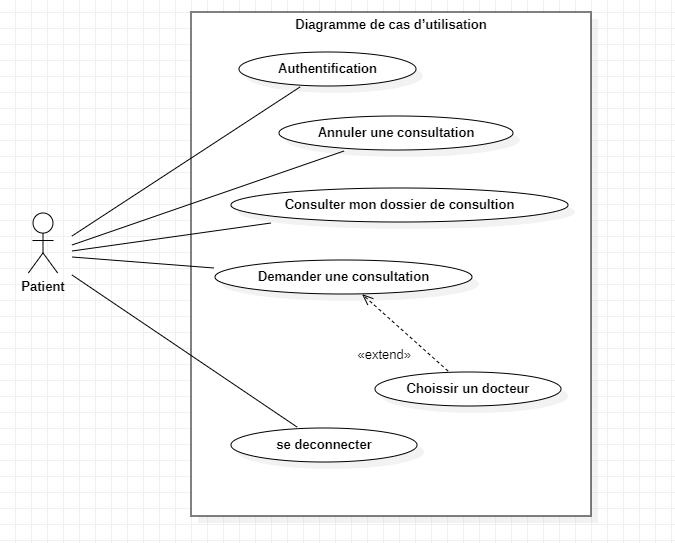 Diagramme de cas d'utilisation
Authentification
Annuler une consultation
Consulter mon dossier de consultion
Demander une consultation
Patient
«extend»
Choissir un docteur
se deconnecter